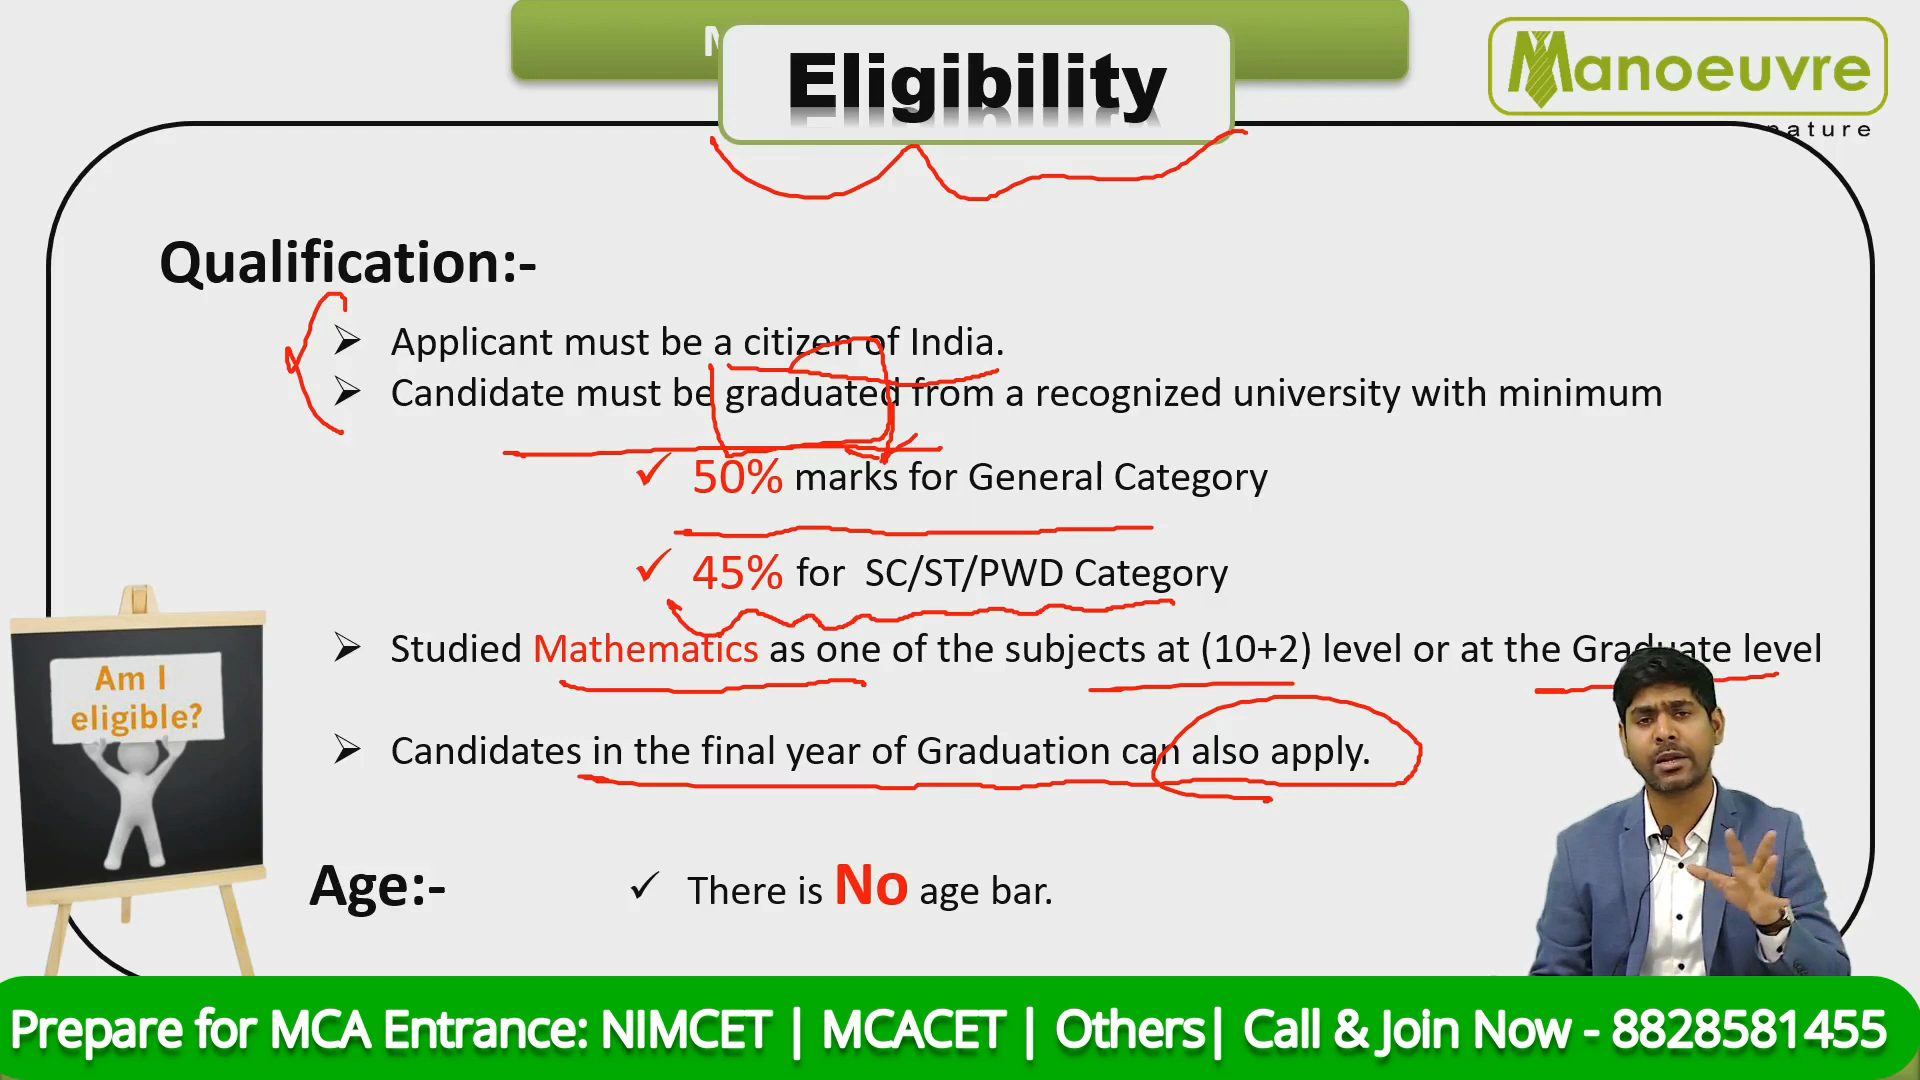 Eligibility
Manoeuvre
nature
Qualification:-
➢ Applicant must be a citizen of India.
➢ Candidate must be graduated from a recognized university with minimum
✓ 50% marks for General Category
✓ 45% for SC/ST/PWD Category
➢ Studied Mathematics as one of the subjects at (10+2) level or at the Graduate level
➢ Candidates in the final year of Graduation can also apply.
Am I
eligible?
Age:- ✓ There is No age bar.
Prepare for MCA Entrance: NIMCET | MCACET | Others| Call & Join Now - 8828581455